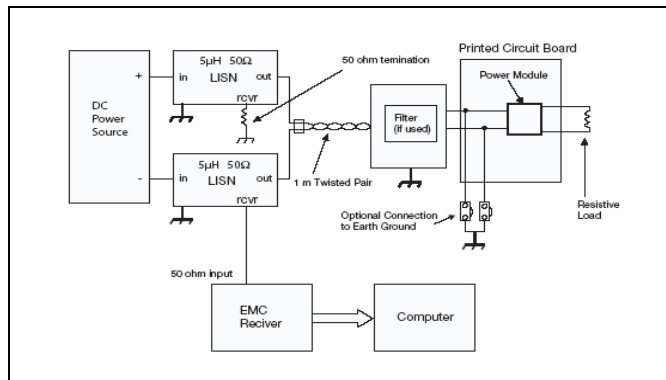 Printed Circuit Board
Power Module
50 ohm temination
5µH 50Ω
LISN
in
out
rcvr
+
DC
Power
Source
-
5µH 50Ω
LISN
in
out
rcvr
1 m Twisted Pair
Filter
(if used)
Resistive
Load
Optional Connection
to Earth Ground
50 ohm input
EMC
Reciver
Computer